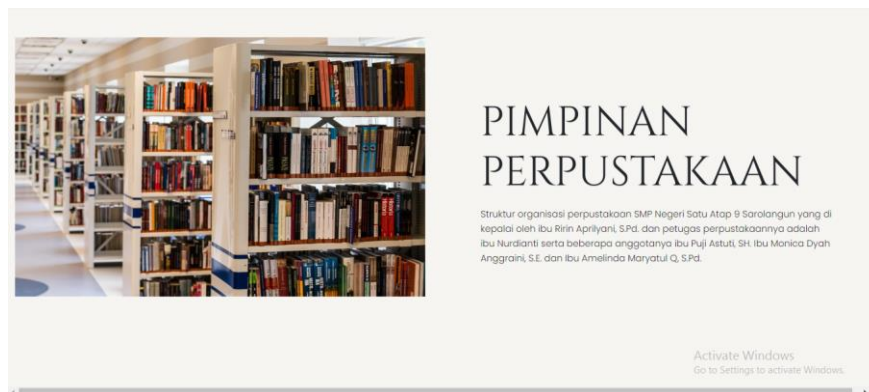 PIMPINAN
PERPUSTAKAAN
Struktur organisasi perpustakaan SMP Negeri Satu Atap 9 Sarolangun yang di
kepalai oleh ibu Ririn Apriliyani, S.Pd. dan petugas perpustakaannya adalah
ibu Nurdianti serta beberapa anggotanya ibu Puji Astuti, SH. Ibu Monica Dyah
Anggraini, S.E. dan Ibu Amelinda Maryatul Q, S.Pd.
Activate Windows
Go to Settings to activate Windows.